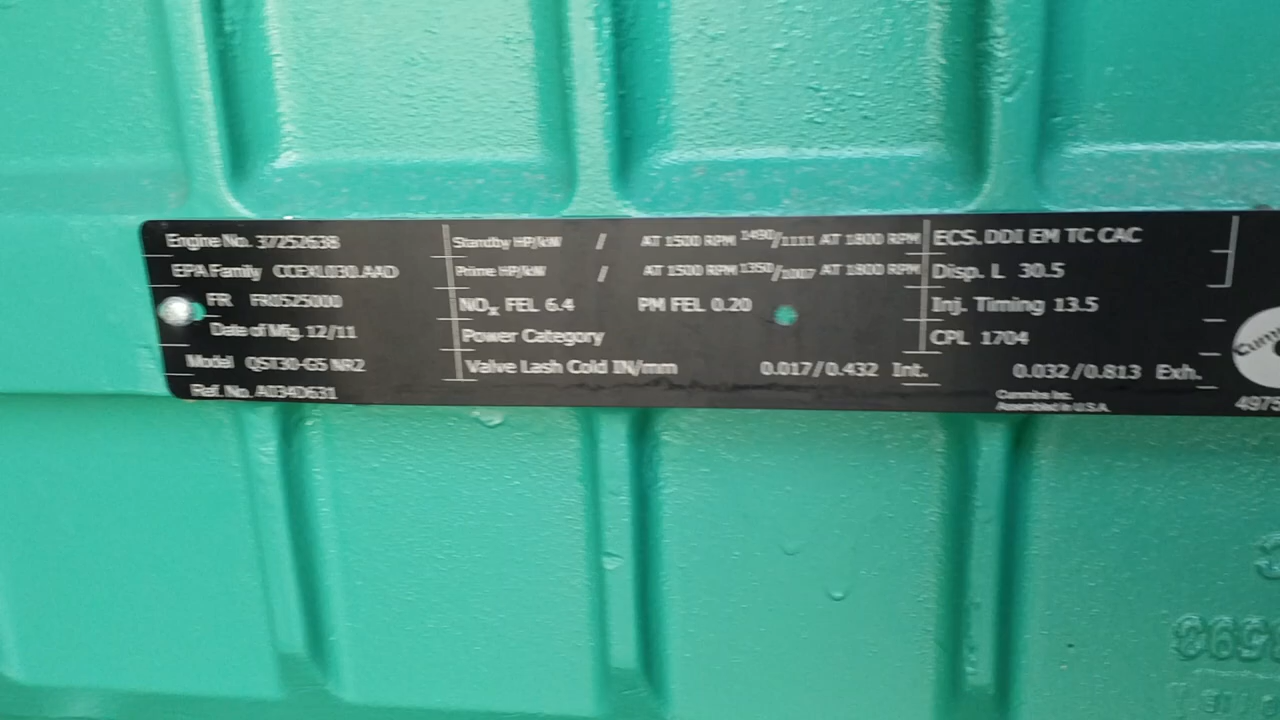 Engine No. 37252638
EPA Family CCEXL030.AAD
FR FR0525000
Date of Mfg. 12/11
Model QST30-G5 NR2
Ref. No. A034D631
Standby HP/kW / AT 1500 RPM 1490/1111 AT 1800 RPM
Prime HP/kW / AT 1500 RPM 1350/1007 AT 1800 RPM
NOx FEL 6.4 PM FEL 0.20
Power Category
Valve Lash Cold IN/mm 0.017/0.432 Int. 0.032/0.813 Exh.
ECS. DDI EM TC CAC
Disp. L 30.5
Inj. Timing 13.5
CPL 1704
Cummins Inc.
Assembled in U.S.A.